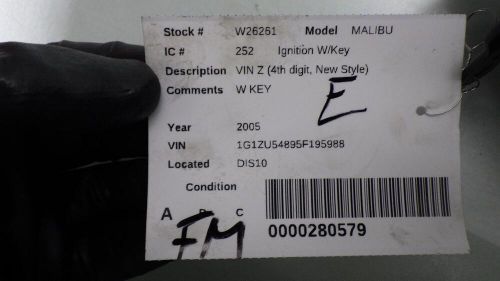 Stock # W26261 Model MALIBU
IC # 252 Ignition W/Key
Description VIN Z (4th digit, New Style)
Comments W KEY
E
Year 2005
VIN 1G1ZU54895F195988
Located DIS10
Condition
A B C
FM
0000280579